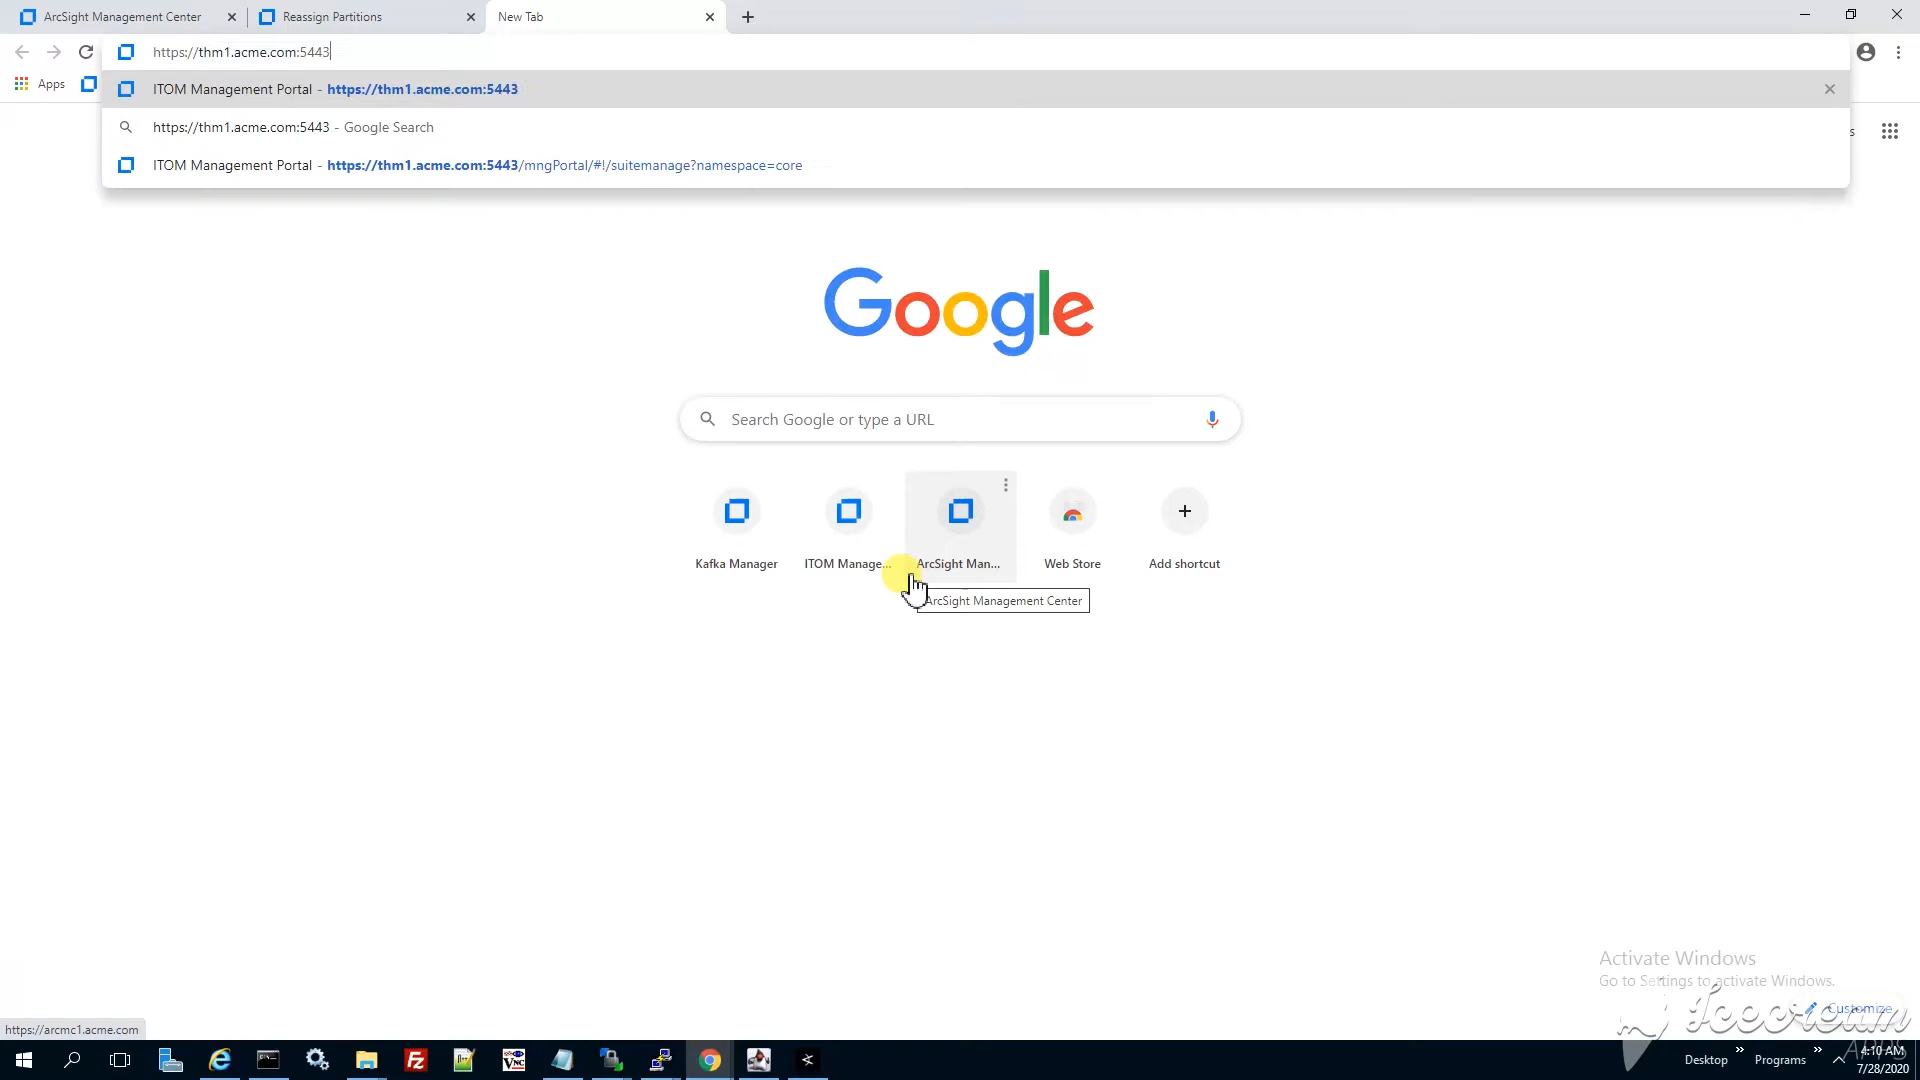 ArcSight Management Center
Reassign Partitions
New Tab
https://thm1.acme.com:5443
Apps
ITOM Management Portal - https://thm1.acme.com:5443
https://thm1.acme.com:5443 - Google Search
ITOM Management Portal - https://thm1.acme.com:5443/mngPortal/#!/suitemanage?namespace=core
s
Google
Search Google or type a URL
Kafka Manager
ITOM Manage...
ArcSight Man...
Web Store
Add shortcut
ArcSight Management Center
Activate Windows
Go to Settings to activate Windows.
Customize
Icecream
APPS
https://arcmc1.acme.com
Desktop
Programs
4:10 AM
7/28/2020